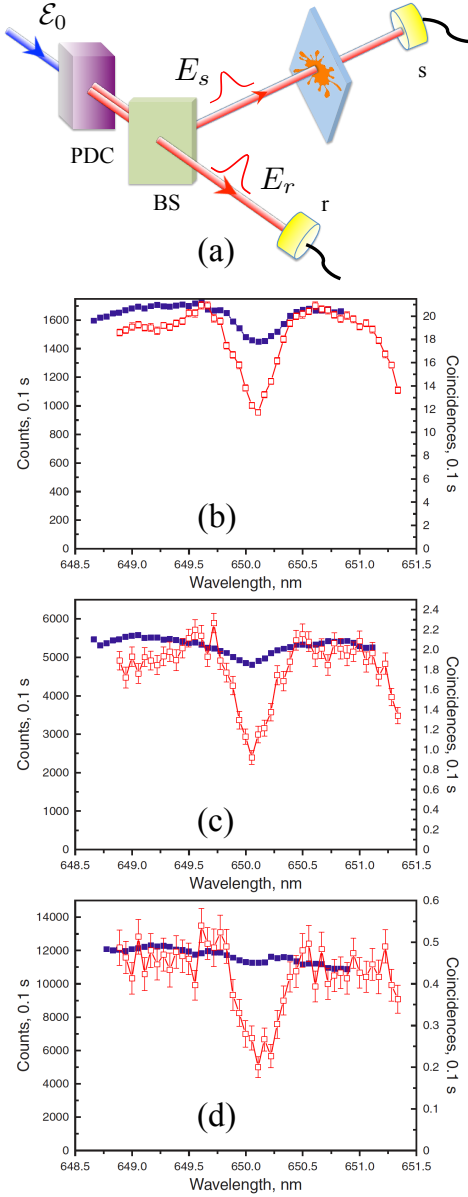 ℰ₀
E_s
s
PDC
BS
E_r
r
(a)
1600
1400
1200
1000
800
600
400
200
0
Counts, 0.1 s
20
18
16
14
12
10
8
6
4
2
0
Coincidences, 0.1 s
(b)
648.5 649.0 649.5 650.0 650.5 651.0 651.5
Wavelength, nm
6000
5000
4000
3000
2000
1000
0
Counts, 0.1 s
2.4
2.2
2.0
1.8
1.6
1.4
1.2
1.0
0.8
0.6
0.4
0.2
0
Coincidences, 0.1 s
(c)
648.5 649.0 649.5 650.0 650.5 651.0 651.5
Wavelength, nm
14000
12000
10000
8000
6000
4000
2000
0
Counts, 0.1 s
0.6
0.5
0.4
0.3
0.2
0.1
0
Coincidences, 0.1 s
(d)
648.5 649.0 649.5 650.0 650.5 651.0 651.5
Wavelength, nm